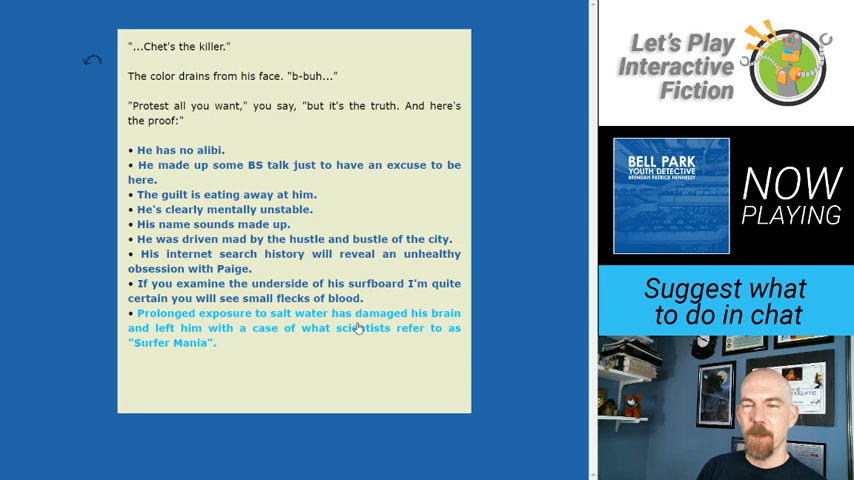 "...Chet's the killer."
The color drains from his face. "b-buh..."
"Protest all you want," you say, "but it's the truth. And here's
the proof:"
• He has no alibi.
• He made up some BS talk just to have an excuse to be
here.
• The guilt is eating away at him.
• He's clearly mentally unstable.
• His name sounds made up.
• He was driven mad by the hustle and bustle of the city.
• His internet search history will reveal an unhealthy
obsession with Paige.
• If you examine the underside of his surfboard I'm quite
certain you will see small flecks of blood.
• Prolonged exposure to salt water has damaged his brain
and left him with a case of what scientists refer to as
"Surfer Mania".
Let's Play
Interactive
Fiction
BELL PARK
YOUTH DETECTIVE
BRENDAN PATRICK HENNESSY
NOW
PLAYING
Suggest what
to do in chat